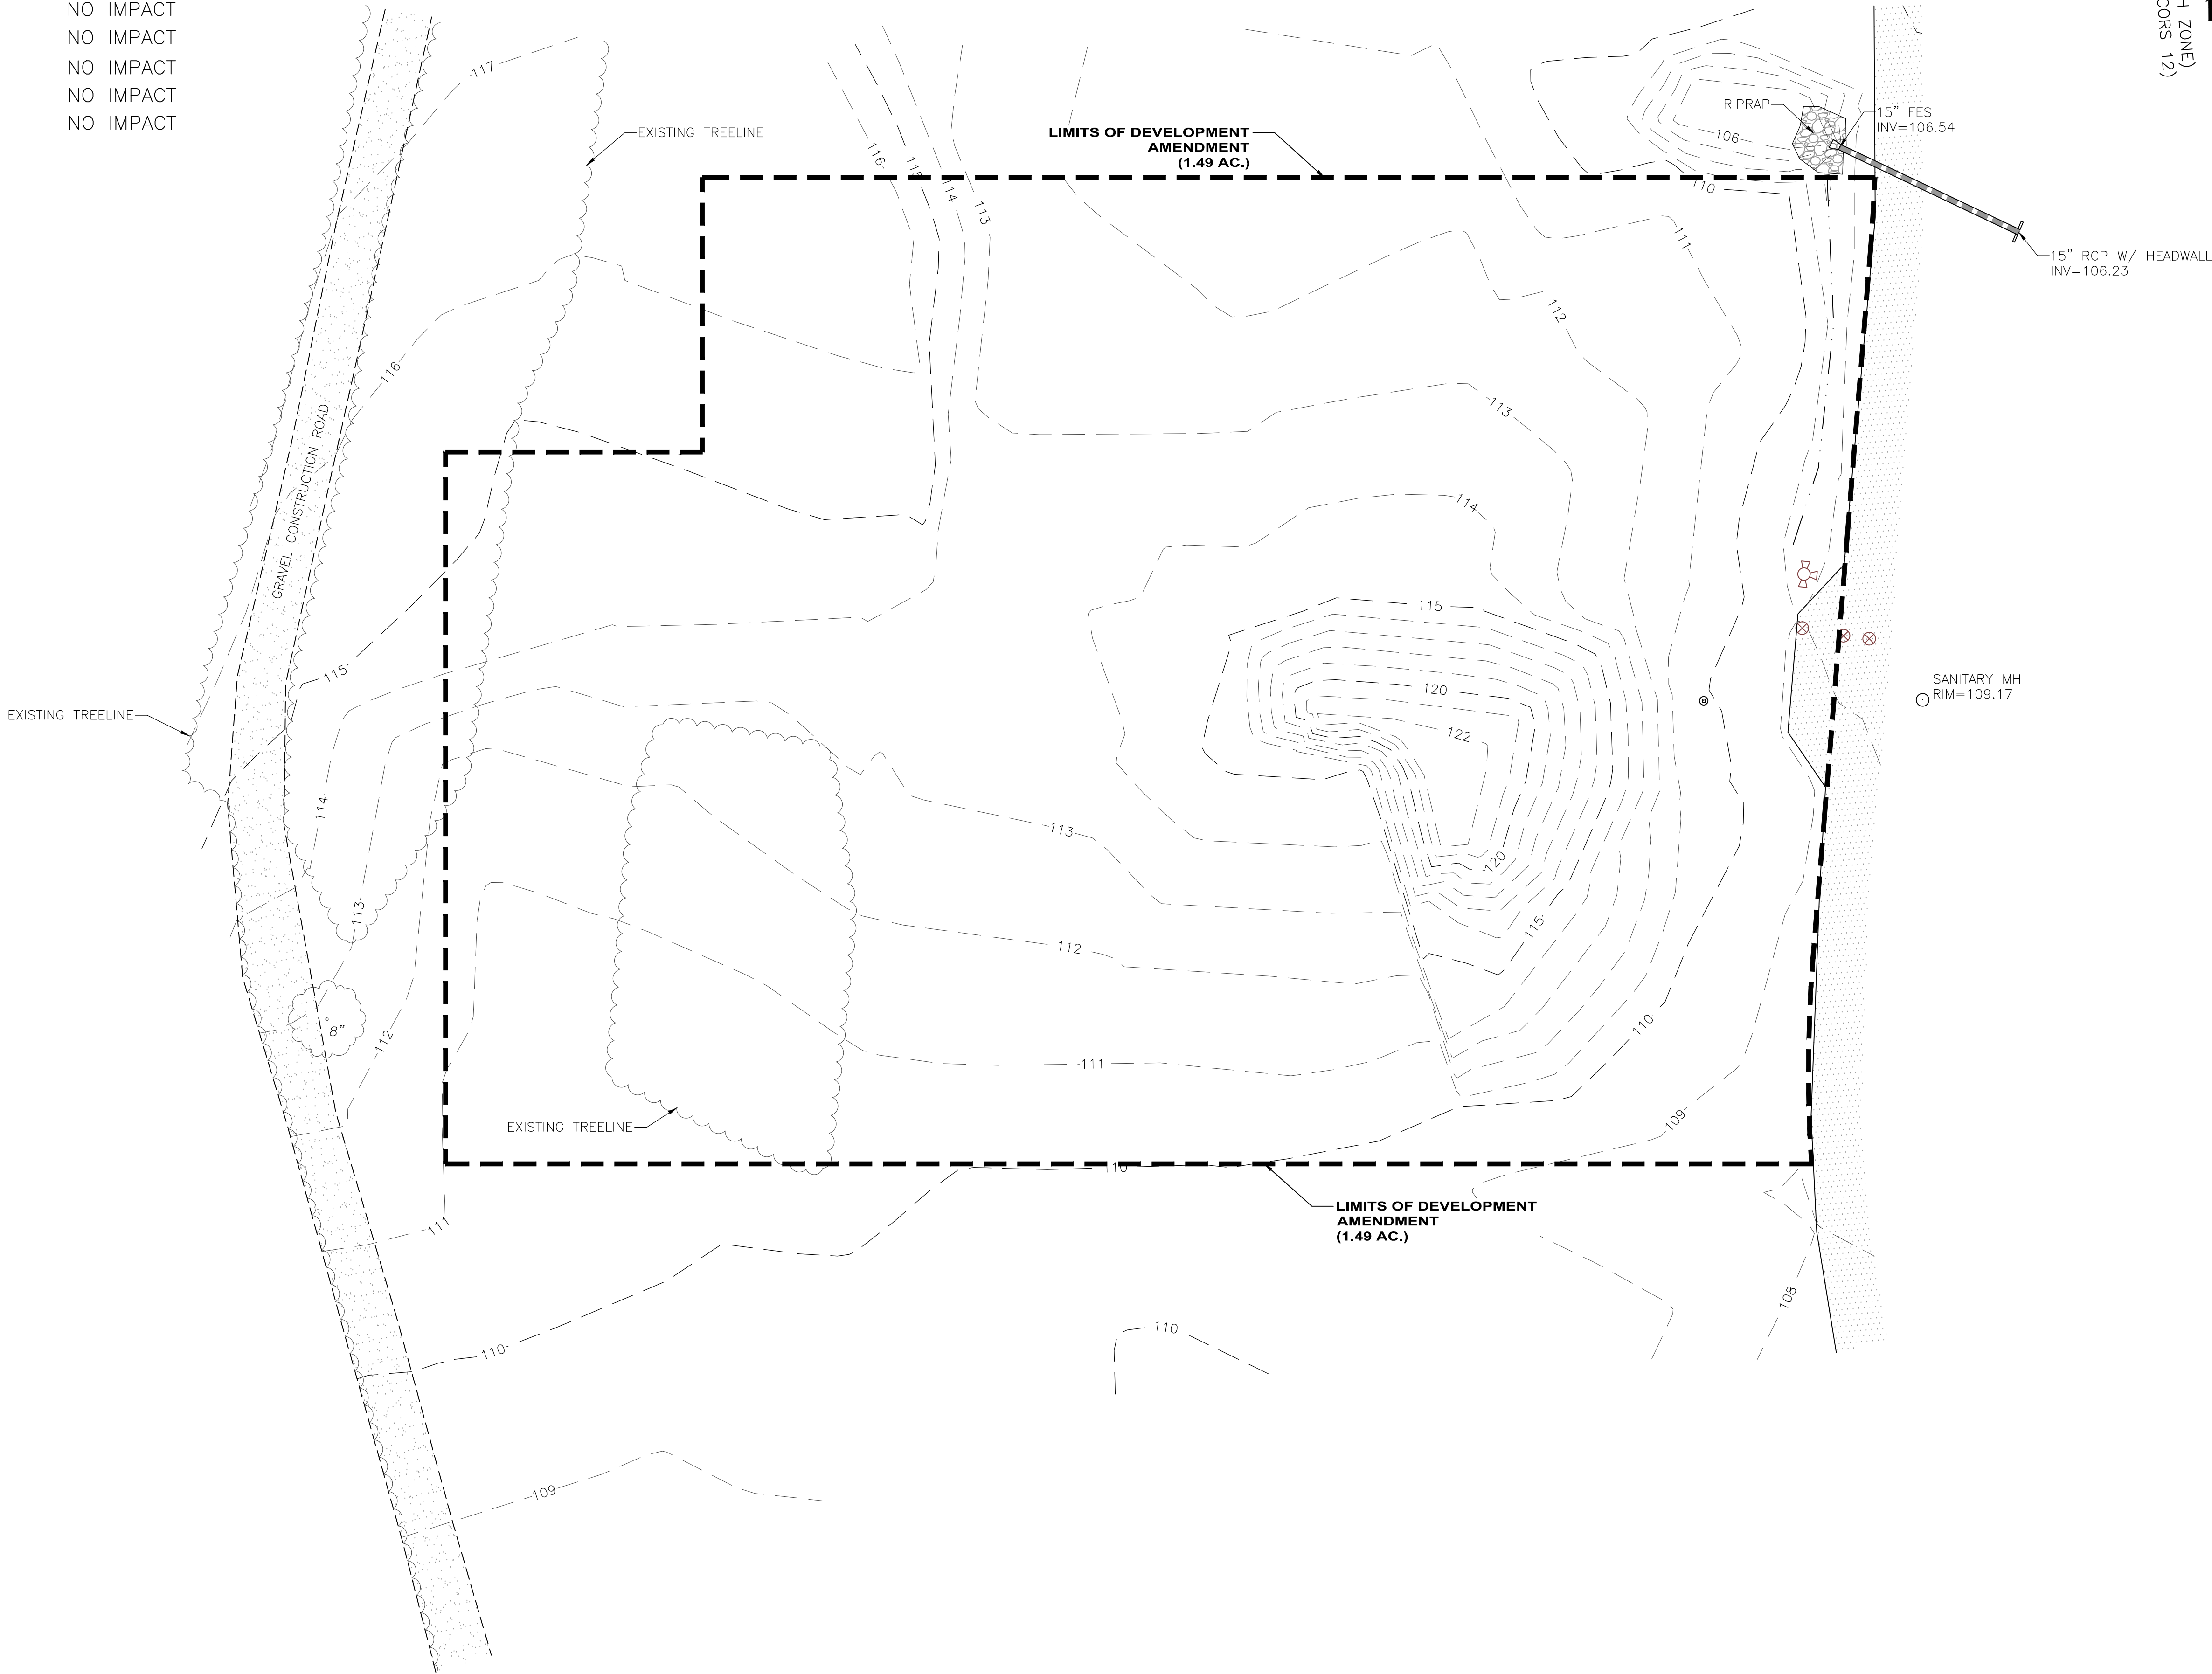 NO IMPACT
NO IMPACT
NO IMPACT
NO IMPACT
NO IMPACT
H ZONE)
CORS 12)
117
EXISTING TREELINE
LIMITS OF DEVELOPMENT
AMENDMENT
(1.49 AC.)
RIPRAP
15" FES
INV=106.54
106
116
115
114
113
110
111
15" RCP W/ HEADWALL
INV=106.23
112
116
113
GRAVEL CONSTRUCTION ROAD
114
115
115
120
SANITARY MH
RIM=109.17
EXISTING TREELINE
122
114
113
120
113
115
112
8"
112
110
111
109
EXISTING TREELINE
110
LIMITS OF DEVELOPMENT
AMENDMENT
(1.49 AC.)
111
108
110
110
109